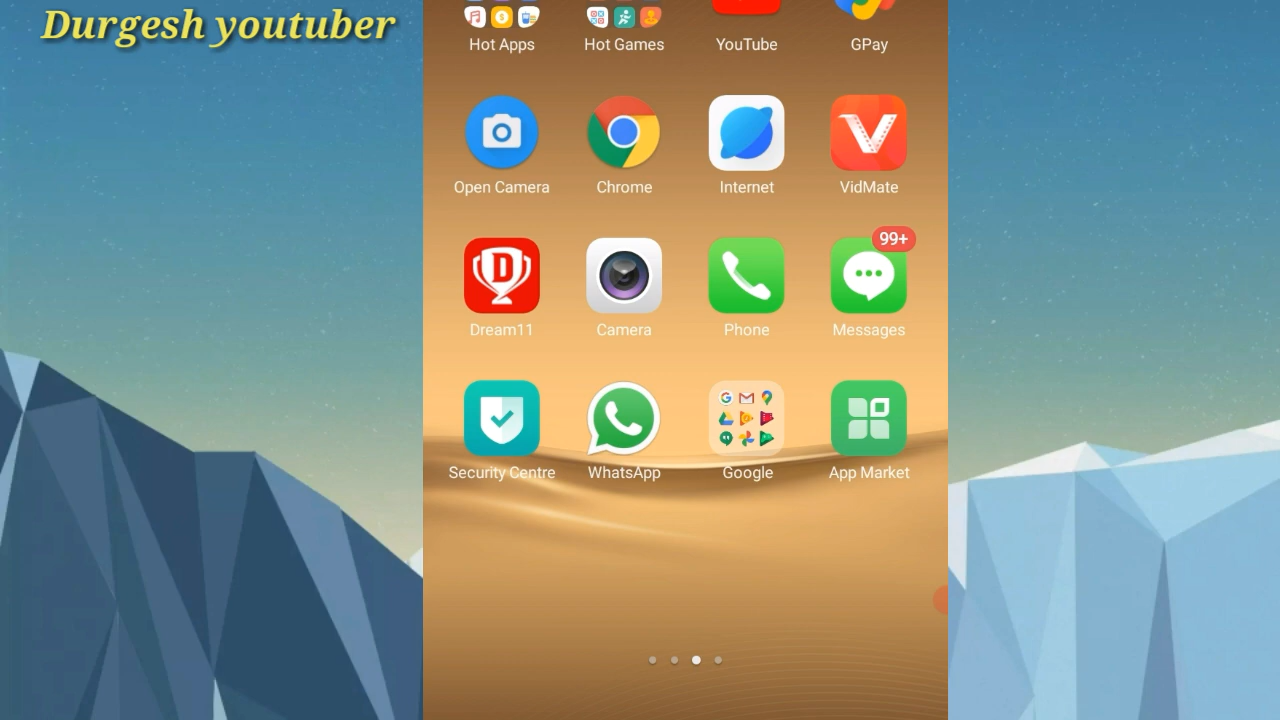 Durgesh youtuber
Hot Apps
Hot Games
YouTube
GPay
Open Camera
Chrome
Internet
VidMate
99+
D
Dream11
Camera
Phone
Messages
Security Centre
WhatsApp
Google
App Market